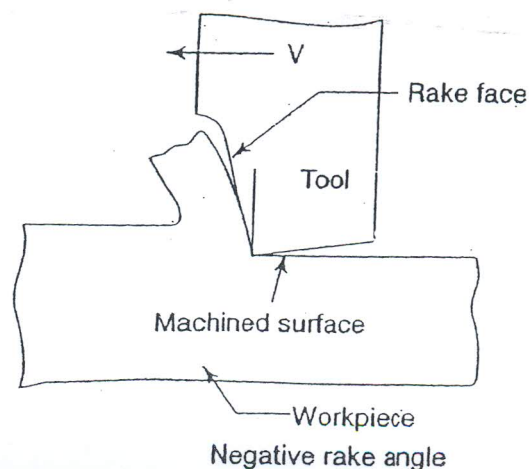 V
Rake face
Tool
Machined surface
Workpiece
Negative rake angle